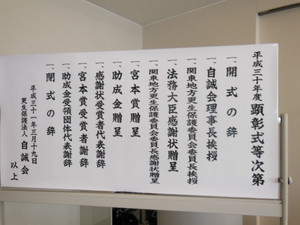 平成三十年度 顕彰式等次第
一 開式の辞
一 自誠会理事長挨拶
一 関東地方更生保護委員会委員長挨拶
一 法務大臣感謝状贈呈
一 関東地方更生保護委員会委員長感謝状贈呈
一 宮本賞贈呈
一 助成金贈呈
一 感謝状受賞者代表謝辞
一 宮本賞受賞者謝辞
一 助成金受領団体代表謝辞
一 閉式の辞
平成三十一年三月十九日
更生保護法人 自誠会
以上